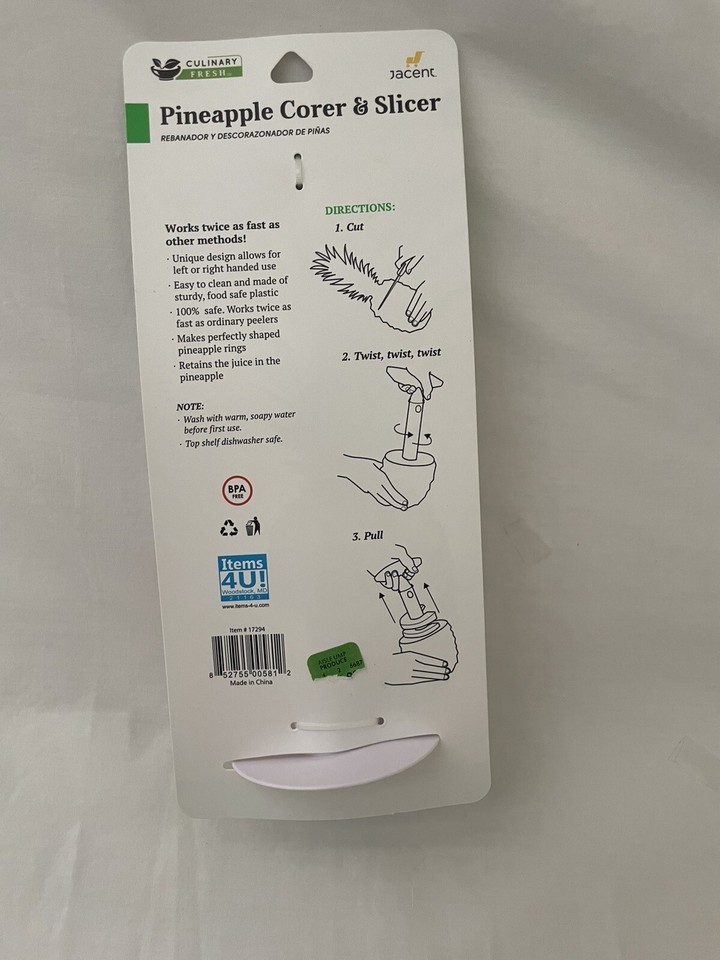 CULINARY
FRESH
Jacent
Pineapple Corer & Slicer
REBANADOR Y DESCORAZONADOR DE PIÑAS
Works twice as fast as
other methods!
· Unique design allows for
left or right handed use
· Easy to clean and made of
sturdy, food safe plastic
· 100% safe. Works twice as
fast as ordinary peelers
· Makes perfectly shaped
pineapple rings
· Retains the juice in the
pineapple
NOTE:
· Wash with warm, soapy water
before first use.
· Top shelf dishwasher safe.
BPA
FREE
Items
4U!
Woodstock, MD
21163
www.items-4-u.com
Item # 17294
8 52755 00581 2
Made in China
DIRECTIONS:
1. Cut
2. Twist, twist, twist
3. Pull
PRODUCE